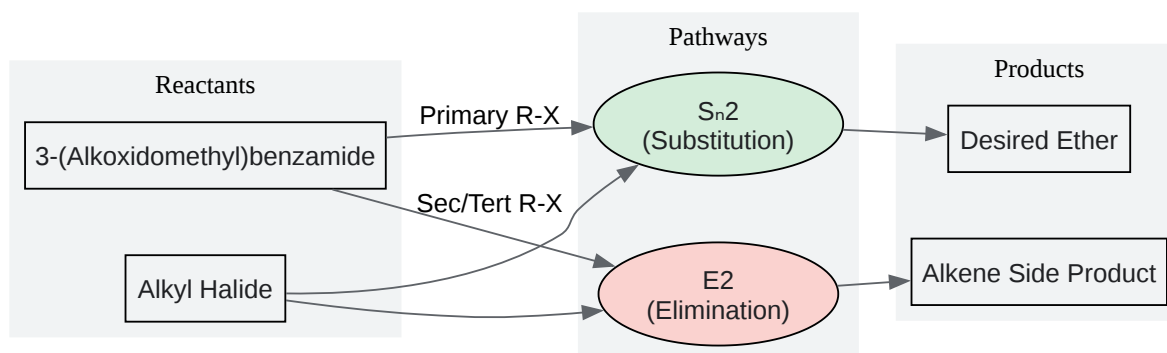 Reactants
3-(Alkoxidomethyl)benzamide
Alkyl Halide
Primary R-X
Sec/Tert R-X
Pathways
Sₙ2
(Substitution)
E2
(Elimination)
Products
Desired Ether
Alkene Side Product